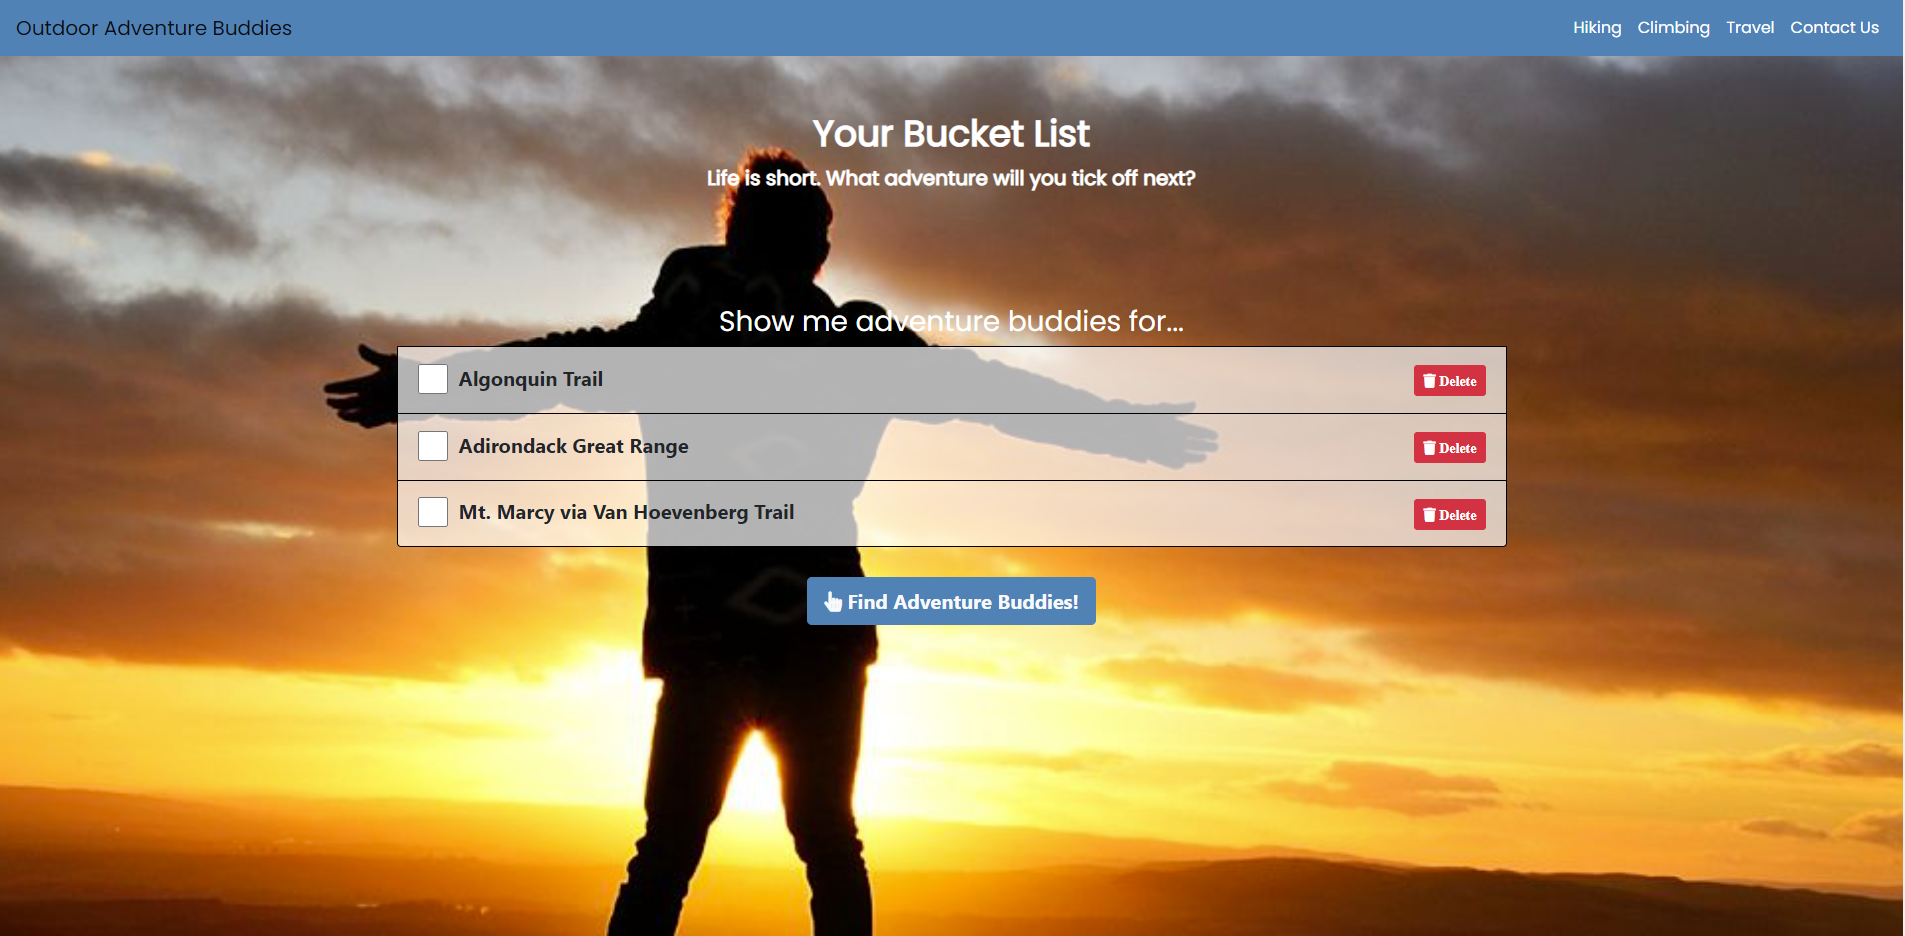 Outdoor Adventure Buddies
Hiking Climbing Travel Contact Us
Your Bucket List
Life is short. What adventure will you tick off next?
Show me adventure buddies for...
Algonquin Trail Delete
Adirondack Great Range Delete
Mt. Marcy via Van Hoevenberg Trail Delete
Find Adventure Buddies!